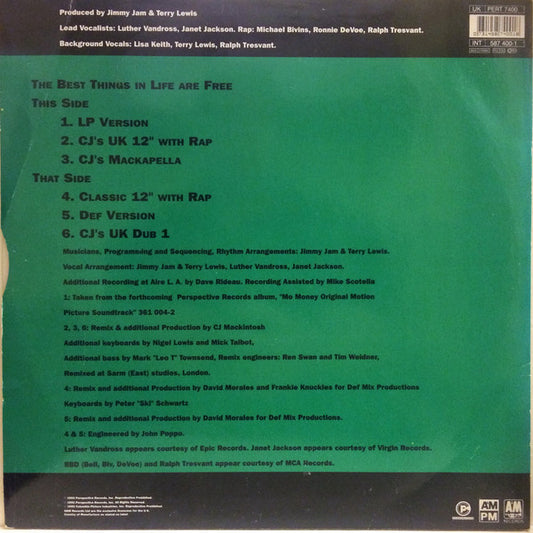 Produced by Jimmy Jam & Terry Lewis
Lead Vocalists: Luther Vandross, Janet Jackson. Rap: Michael Bivins, Ronnie DeVoe, Ralph Tresvant.
Background Vocals: Lisa Keith, Terry Lewis, Ralph Tresvant.
UK PERT 7400
INT 587 400-1
The Best Things in Life are Free
This Side
1. LP Version
2. CJ's UK 12" with Rap
3. CJ's Mackapella
That Side
4. Classic 12" with Rap
5. Def Version
6. CJ's UK Dub 1
Musicians, Programming and Sequencing, Rhythm Arrangements: Jimmy Jam & Terry Lewis.
Vocal Arrangement: Jimmy Jam & Terry Lewis, Luther Vandross, Janet Jackson.
Additional Recording at Aire L. A. by Dave Rideau. Recording Assisted by Mike Scotella
1: Taken from the forthcoming Perspective Records album, "Mo Money Original Motion
Picture Soundtrack" 361 004-2
2, 3, 6: Remix & additional Production by CJ Mackintosh
Additional keyboards by Nigel Lowis and Mick Talbot,
Additional bass by Mark "Leo T" Townsend, Remix engineers: Ren Swan and Tim Weidner,
Remixed at Sarm (East) studios, London.
4: Remix and additional Production by David Morales and Frankie Knuckles for Def Mix Productions
Keyboards by Peter "Ski" Schwartz
5: Remix and additional Production by David Morales for Def Mix Productions.
4 & 5: Engineered by John Poppo.
Luther Vandross appears courtesy of Epic Records. Janet Jackson appears courtesy of Virgin Records.
BBD (Bell, Biv, DeVoe) and Ralph Tresvant appear courtesy of MCA Records.
AM
PM
A&M
RECORDS